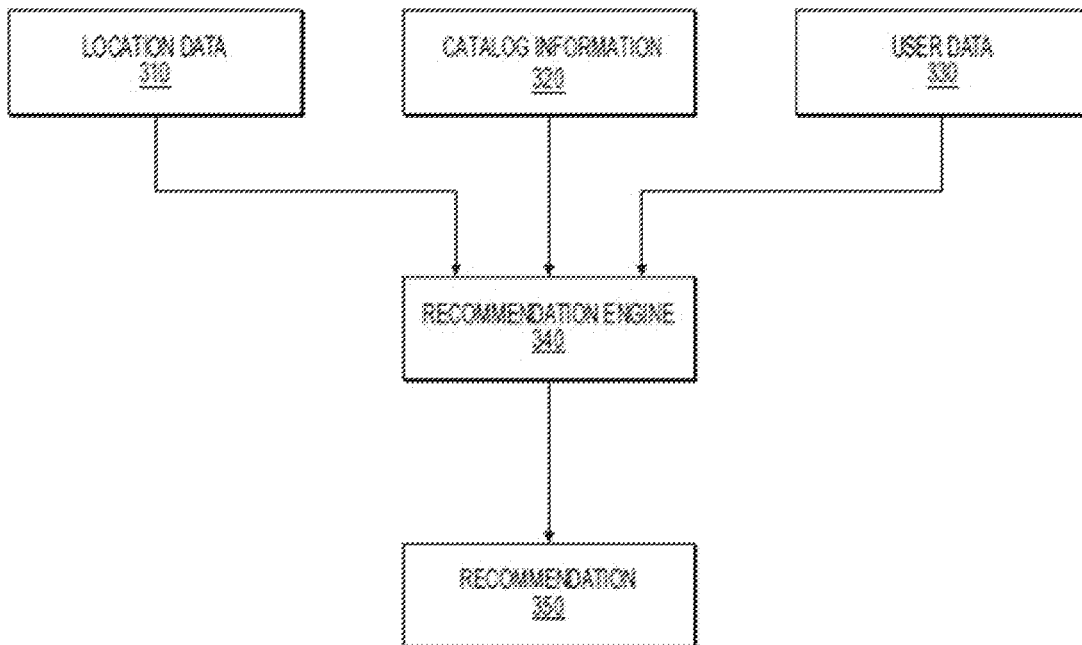 LOCATION DATA
310
CATALOG INFORMATION
320
USER DATA
330
RECOMMENDATION ENGINE
340
RECOMMENDATION
350